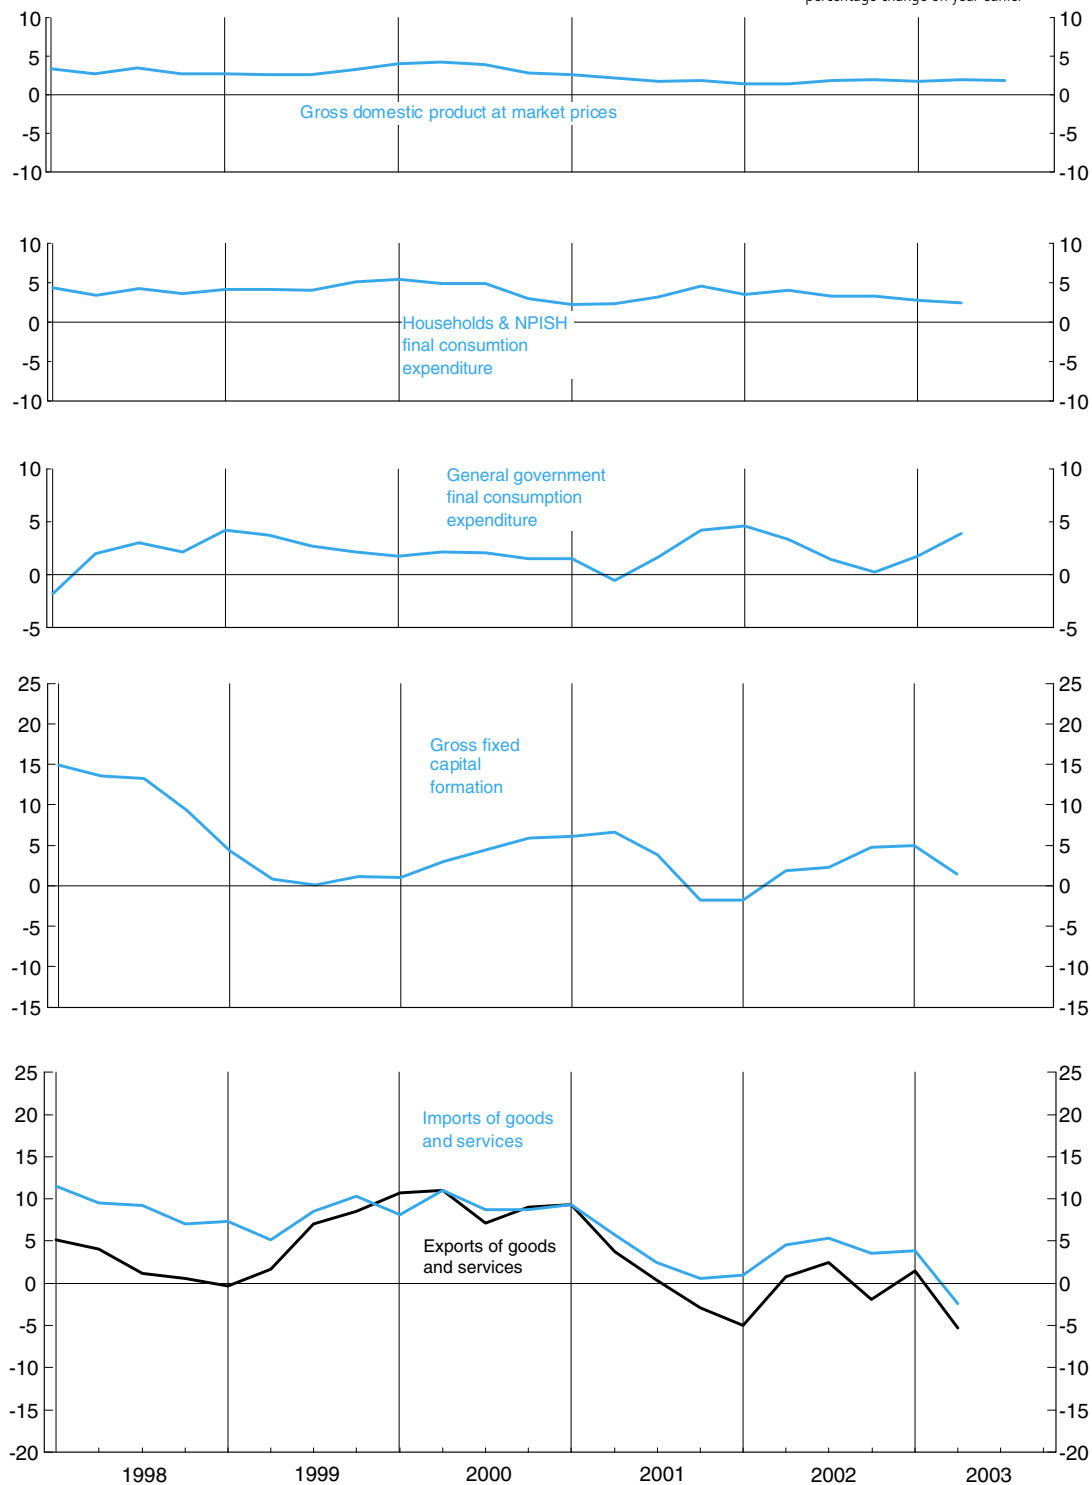 percentage change on year earlier
10 10
5 5
0 0
Gross domestic product at market prices
-5 -5
-10 -10
10 10
5 5
0 0
Households & NPISH
final consumtion
expenditure
-5 -5
-10 -10
10 10
General government
final consumption
expenditure
5 5
0 0
-5 -5
25 25
20 20
Gross fixed
capital
formation
15 15
10 10
5 5
0 0
-5 -5
-10 -10
-15 -15
25 25
20 20
Imports of goods
and services
15 15
10 10
5 5
Exports of goods
and services
0 0
-5 -5
-10 -10
-15 -15
-20 -20
1998 1999 2000 2001 2002 2003